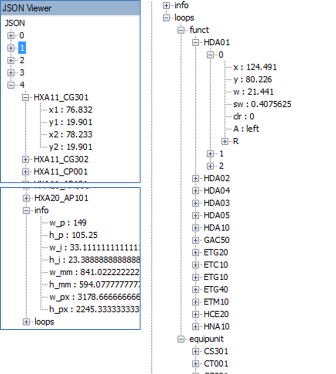 JSON Viewer
JSON
0
1
2
3
4
HXA11_CG301
x1 : 76.832
y1 : 19.901
x2 : 78.233
y2 : 19.901
HXA11_CG302
HXA11_CP001
HXA20_AP101
info
w_p : 149
h_p : 105.25
w_i : 33.1111111111111
h_i : 23.3888888888888
w_mm : 841.022222222
h_mm : 594.077777777
w_px : 3178.66666666
h_px : 2245.33333333
loops
info
loops
funct
HDA01
0
x : 124.491
y : 80.226
w : 21.441
sw : 0.4075625
clr : 0
A : left
R
1
2
HDA02
HDA04
HDA03
HDA05
HDA10
GAC50
ETG20
ETC10
ETG10
ETG40
ETM10
HCE20
HNA10
equipunit
CS301
CT001